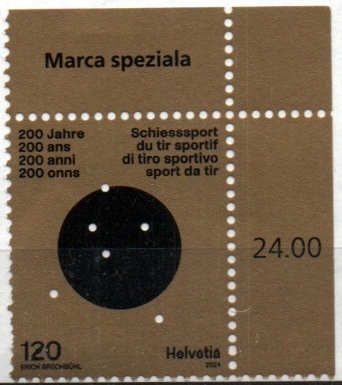 Marca speziala
200 Jahre Schiesssport
200 ans du tir sportif
200 anni di tiro sportivo
200 onns sport da tir
24.00
120 Helvetia
ERICH BRECHBÜHL 2024